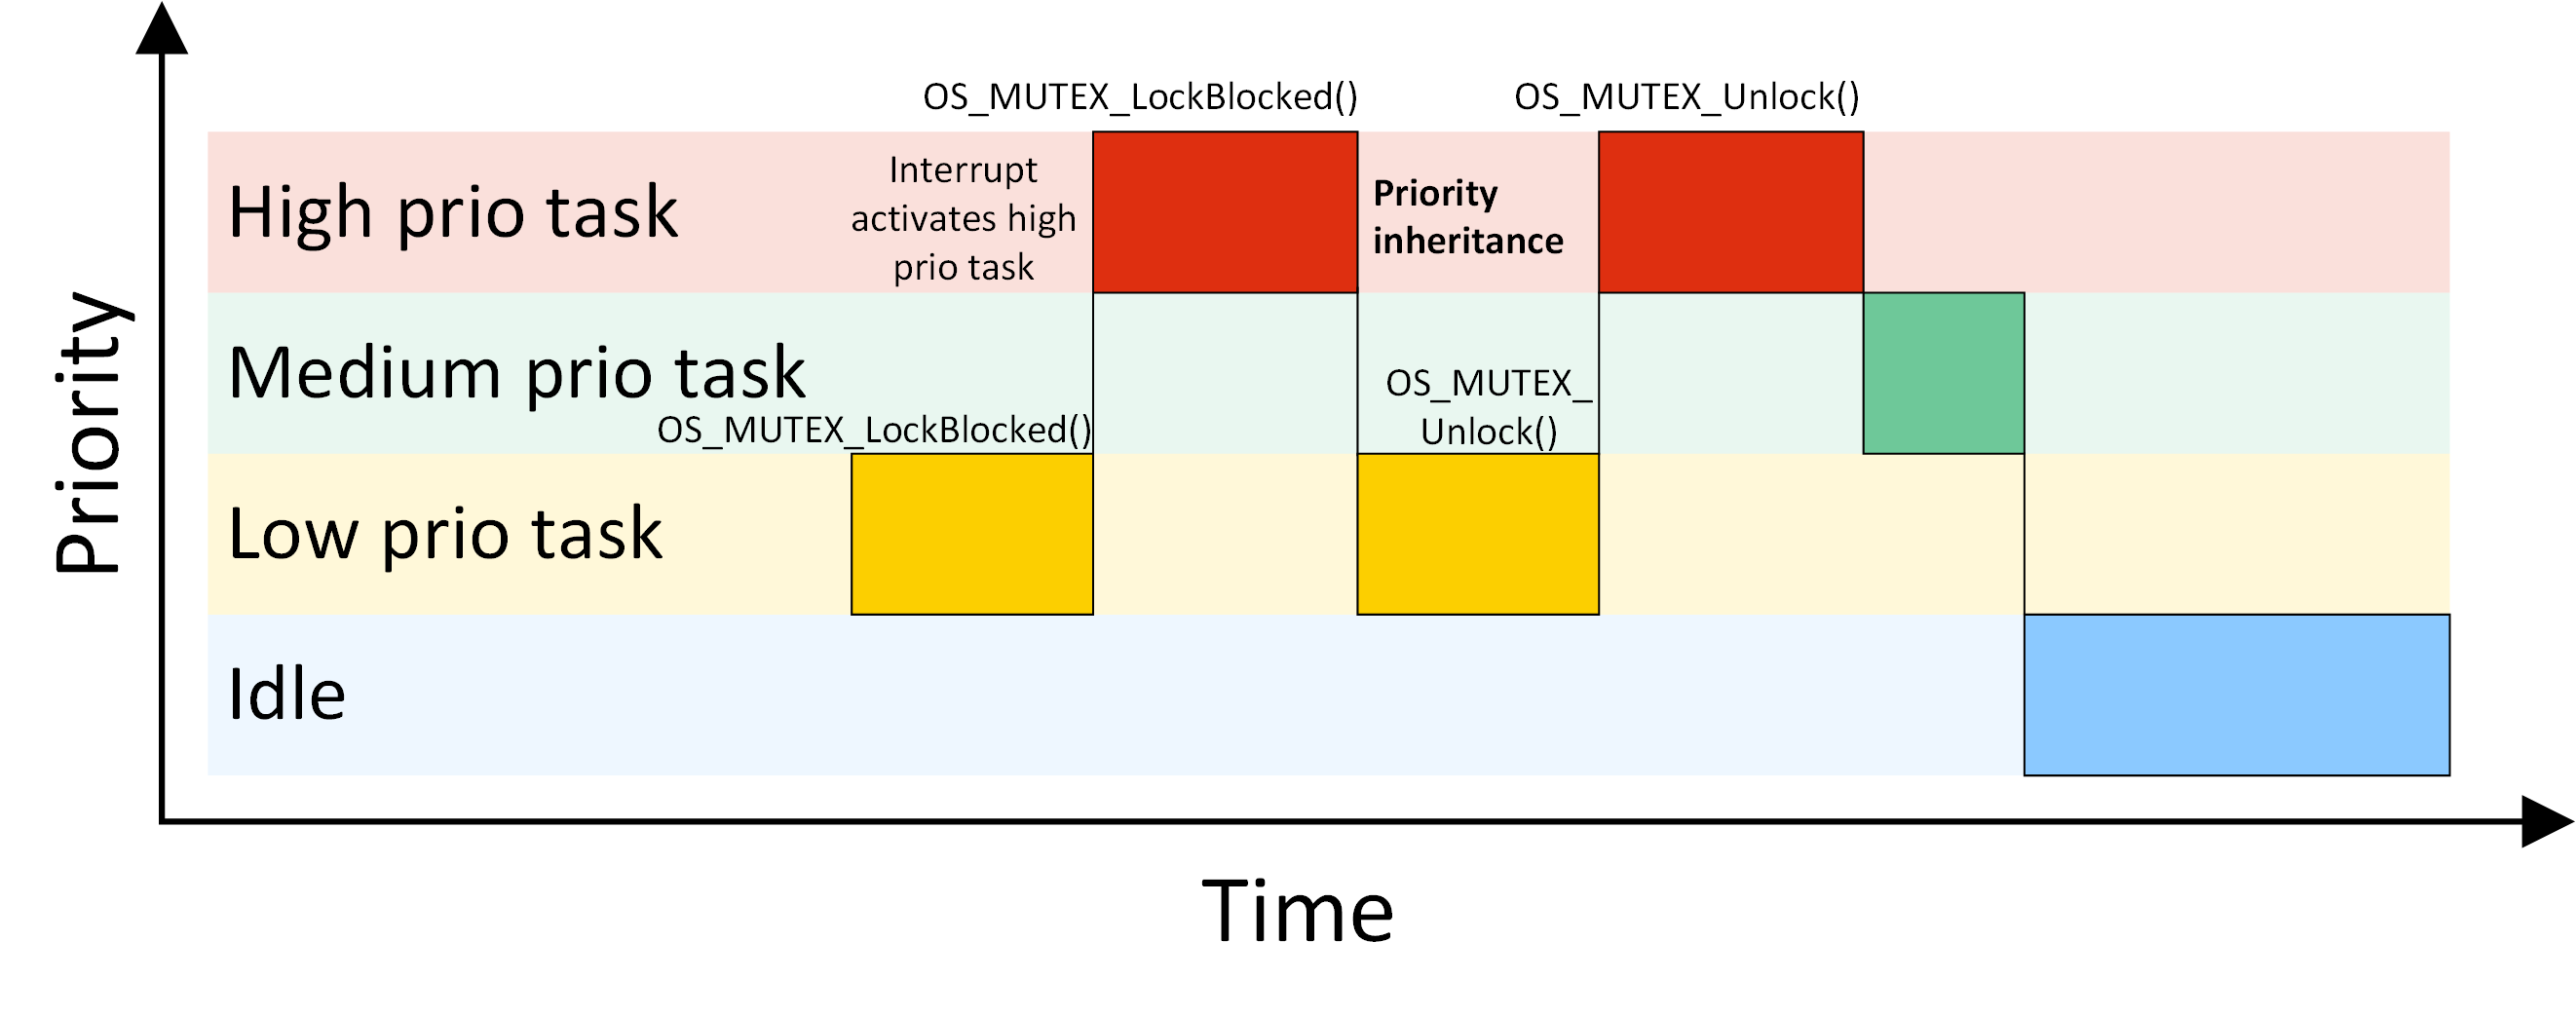 OS_MUTEX_LockBlocked()
OS_MUTEX_Unlock()
High prio task
Interrupt
activates high
prio task
Priority
inheritance
Medium prio task
OS_MUTEX_LockBlocked()
OS_MUTEX_
Unlock()
Low prio task
Idle
Priority
Time